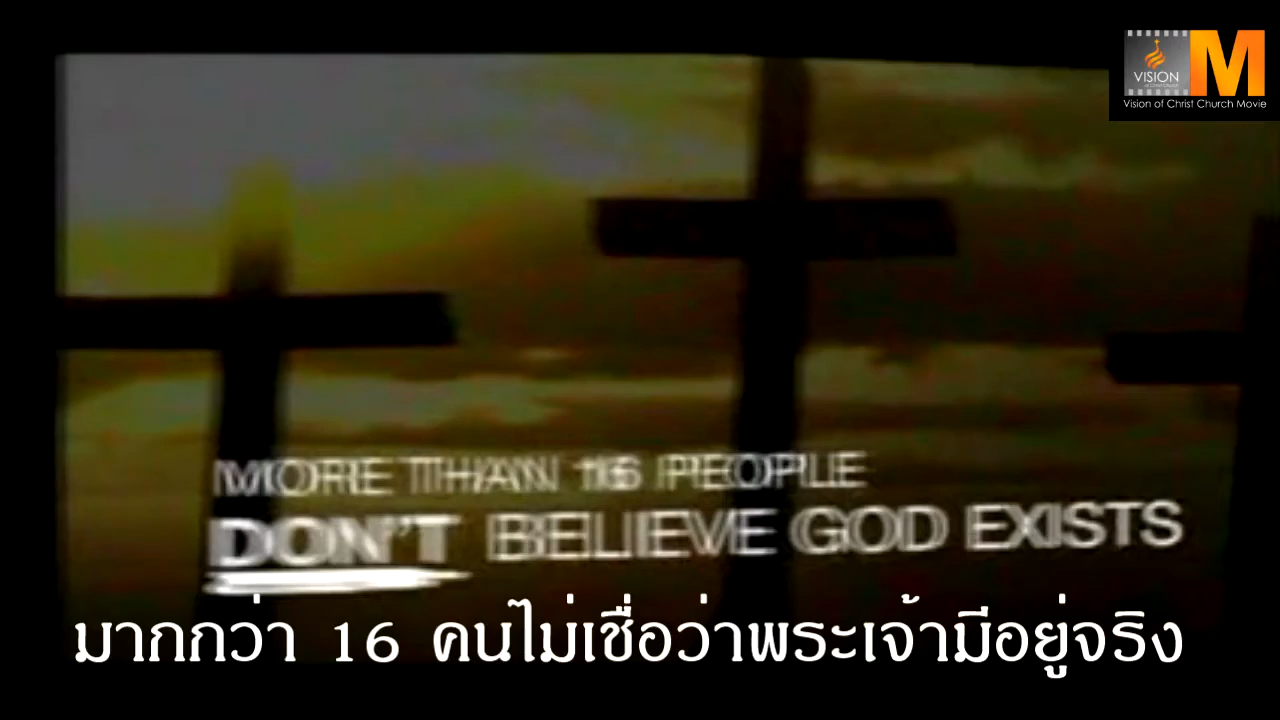 VISION
M
Vision of Christ Church Movie
MORE THAN 16 PEOPLE
DON'T BELIEVE GOD EXISTS
มากกว่า 16 คนไม่เชื่อว่าพระเจ้ามีอยู่จริง